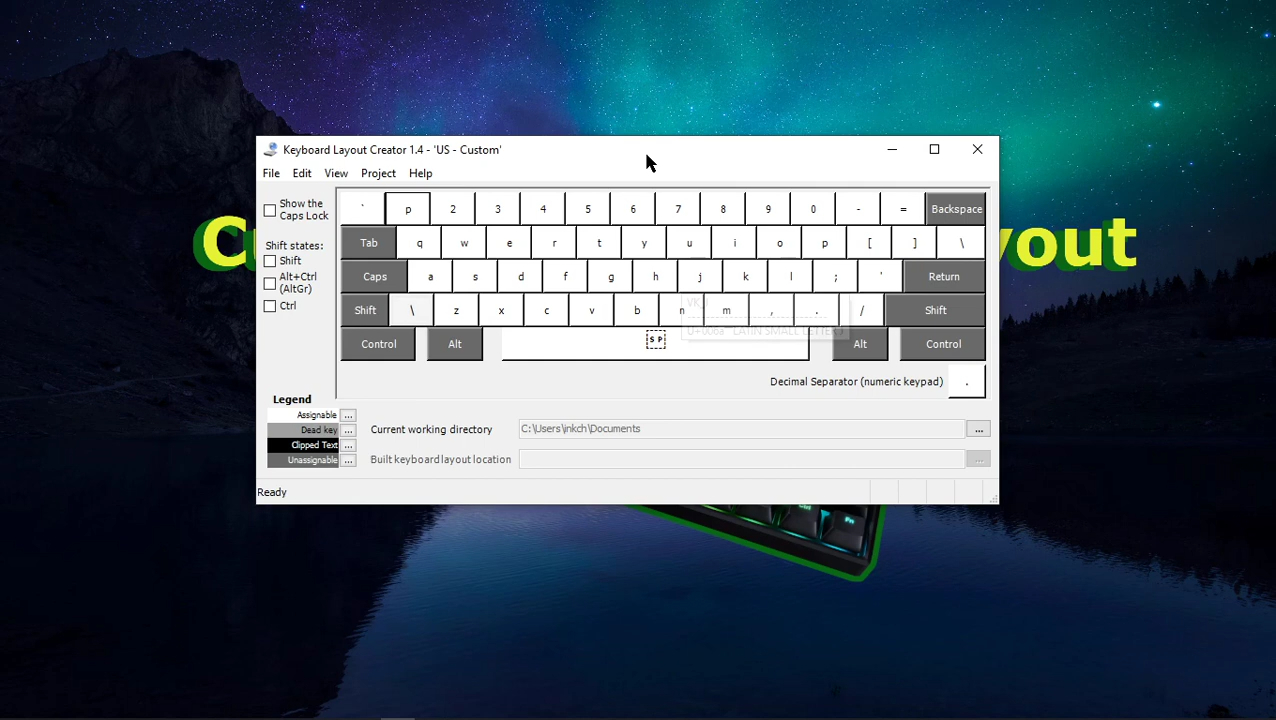 Keyboard Layout Creator 1.4 - 'US - Custom'
File Edit View Project Help
Show the
Caps Lock
Shift states:
Shift
Alt+Ctrl
(AltGr)
Ctrl
` p 2 3 4 5 6 7 8 9 0 - = Backspace
Tab q w e r t y u i o p [ ] \
Caps a s d f g h j k l ; ' Return
Shift \ z x c v b n m , . / Shift
Control Alt SP Alt Control
Decimal Separator (numeric keypad) .
Legend
Assignable ...
Dead key ...
Clipped Text ...
Unassignable ...
Current working directory C:\Users\inkch\Documents ...
Built keyboard layout location ...
Ready
yout
Fn